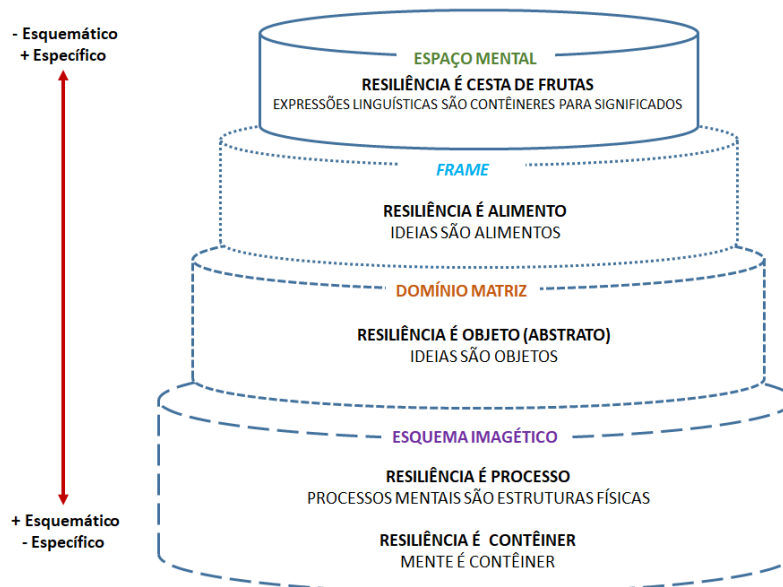 - Esquemático
+ Específico
ESPAÇO MENTAL
RESILIÊNCIA É CESTA DE FRUTAS
EXPRESSÕES LINGUÍSTICAS SÃO CONTÊINERES PARA SIGNIFICADOS
FRAME
RESILIÊNCIA É ALIMENTO
IDEIAS SÃO ALIMENTOS
DOMÍNIO MATRIZ
RESILIÊNCIA É OBJETO (ABSTRATO)
IDEIAS SÃO OBJETOS
ESQUEMA IMAGÉTICO
RESILIÊNCIA É PROCESSO
PROCESSOS MENTAIS SÃO ESTRUTURAS FÍSICAS
RESILIÊNCIA É CONTÊINER
MENTE É CONTÊINER
+ Esquemático
- Específico